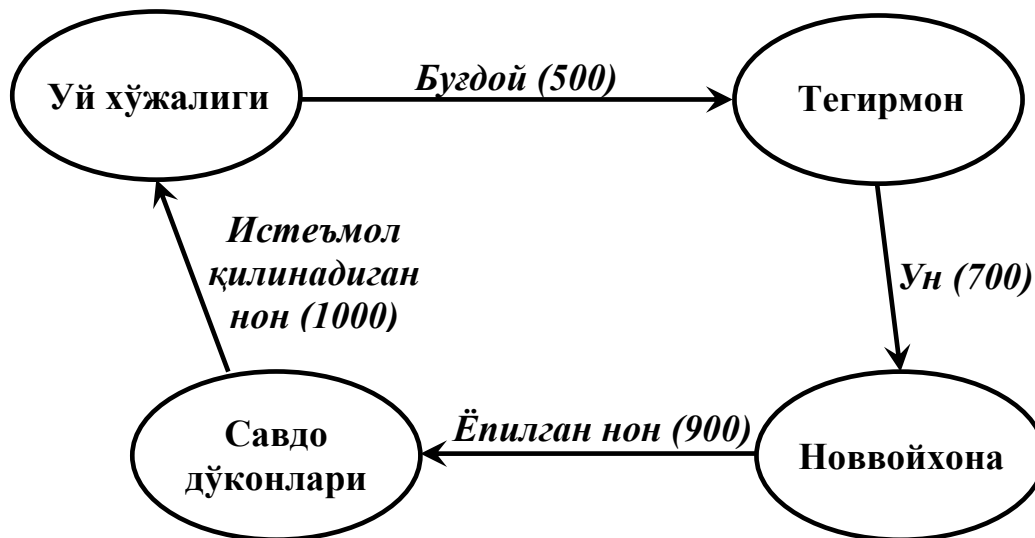 Уй хўжалиги
Буғдой (500)
Тегирмон
Истеъмол
қилинадиган
нон (1000)
Ун (700)
Савдо
дўконлари
Ёпилган нон (900)
Новвойхона